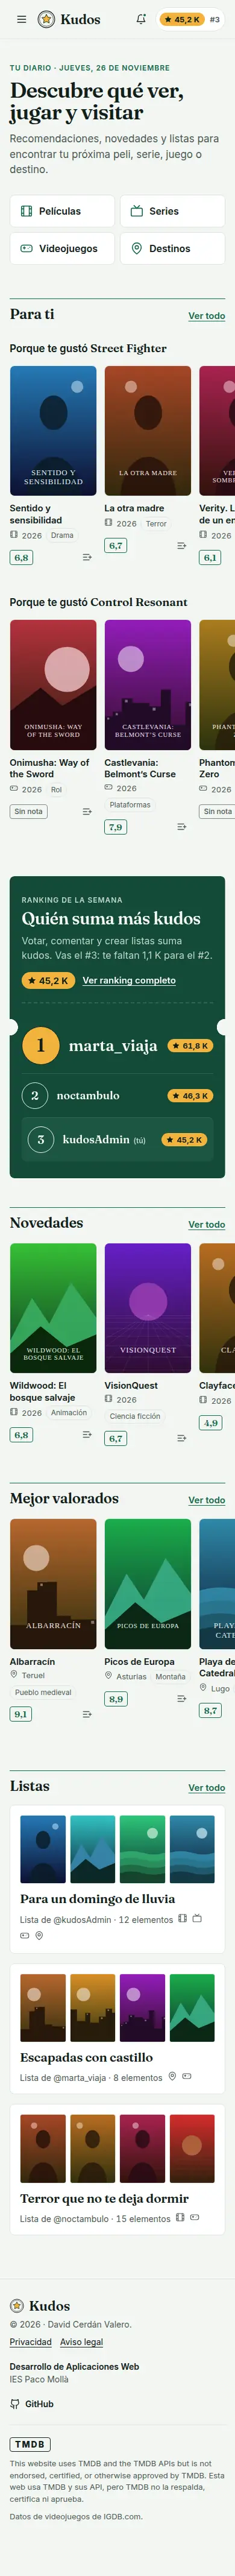 Kudos
45,2 K #3
TU DIARIO · JUEVES, 26 DE NOVIEMBRE
Descubre qué ver,
jugar y visitar
Recomendaciones, novedades y listas para
encontrar tu próxima peli, serie, juego o
destino.
Películas
Series
Videojuegos
Destinos
Para ti
Ver todo
Porque te gustó Street Fighter
SENTIDO Y
SENSIBILIDAD
LA OTRA MADRE
VER
SOMBR
Sentido y
sensibilidad
2026 Drama
6,8
La otra madre
2026 Terror
6,7
Verity. L
de un en
2026
6,1
Porque te gustó Control Resonant
ONIMUSHA: WAY
OF THE SWORD
CASTLEVANIA:
BELMONT'S CURSE
PHANT
Onimusha: Way of
the Sword
2026 Rol
Sin nota
Castlevania:
Belmont's Curse
2026
Plataformas
7,9
Phantom
Zero
2026
Sin nota
RANKING DE LA SEMANA
Quién suma más kudos
Votar, comentar y crear listas suma
kudos. Vas el #3: te faltan 1,1 K para el #2.
45,2 K
Ver ranking completo
1 marta_viaja 61,8 K
2 noctambulo 46,3 K
3 kudosAdmin (tú) 45,2 K
Novedades
Ver todo
WILDWOOD: EL
BOSQUE SALVAJE
VISIONQUEST
CLA
Wildwood: El
bosque salvaje
2026 Animación
6,8
VisionQuest
2026
Ciencia ficción
6,7
Clayface
2026
4,9
Mejor valorados
Ver todo
ALBARRACÍN
PICOS DE EUROPA
PLAY
CATE
Albarracín
Teruel
Pueblo medieval
9,1
Picos de Europa
Asturias Montaña
8,9
Playa de
Catedral
Lugo
8,7
Listas
Ver todo
Para un domingo de lluvia
Lista de @kudosAdmin · 12 elementos
Escapadas con castillo
Lista de @marta_viaja · 8 elementos
Terror que no te deja dormir
Lista de @noctambulo · 15 elementos
Kudos
© 2026 · David Cerdán Valero.
Privacidad Aviso legal
Desarrollo de Aplicaciones Web
IES Paco Mollà
GitHub
TMDB
This website uses TMDB and the TMDB APIs but is not
endorsed, certified, or otherwise approved by TMDB. Esta
web usa TMDB y sus API, pero TMDB no la respalda,
certifica ni aprueba.
Datos de videojuegos de IGDB.com.